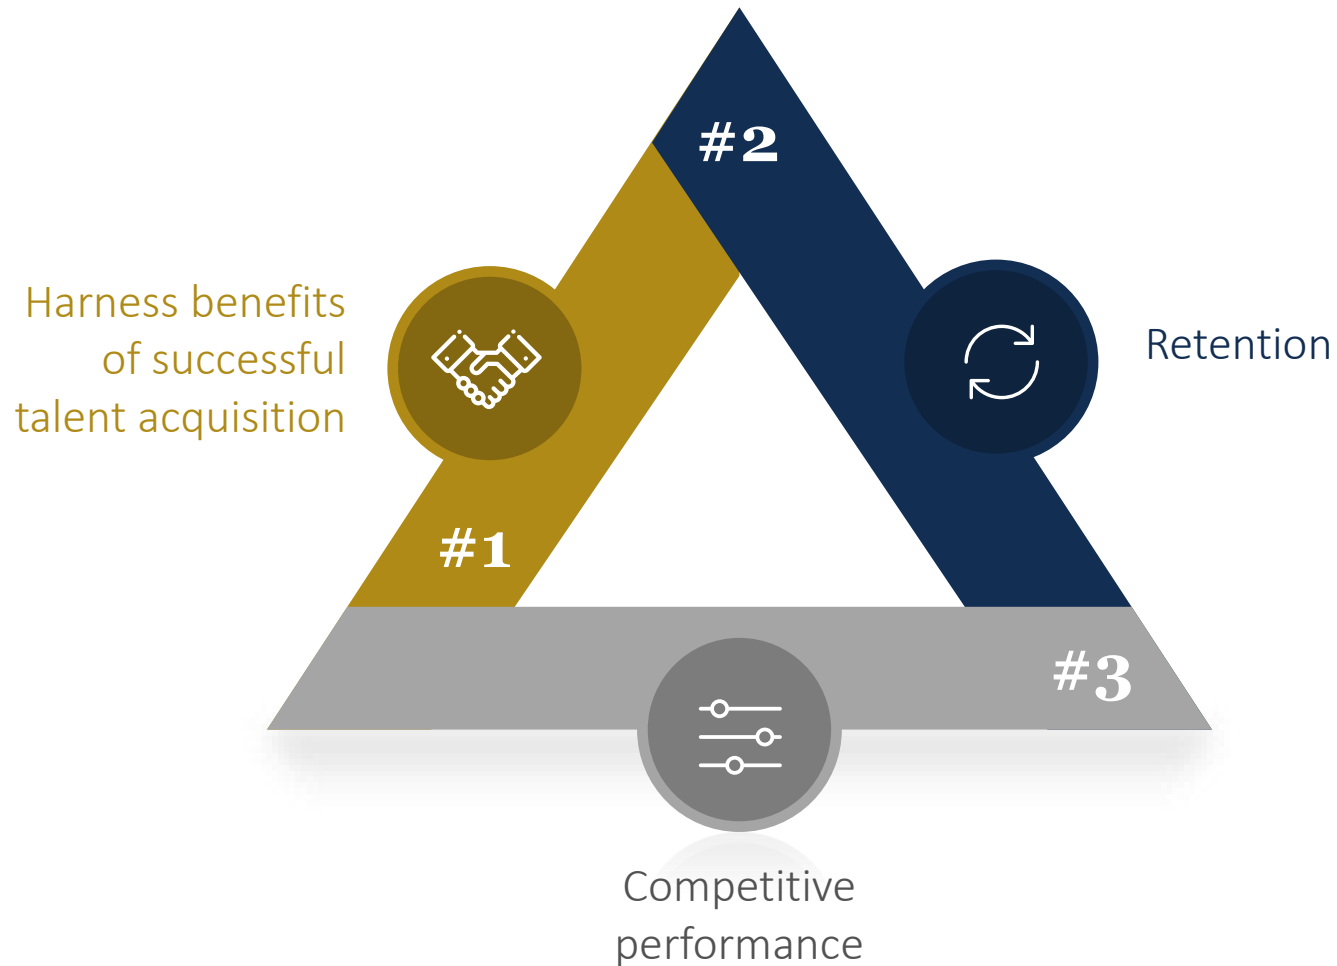 #2
Harness benefits
of successful
talent acquisition
Retention
#1
#3
Competitive
performance